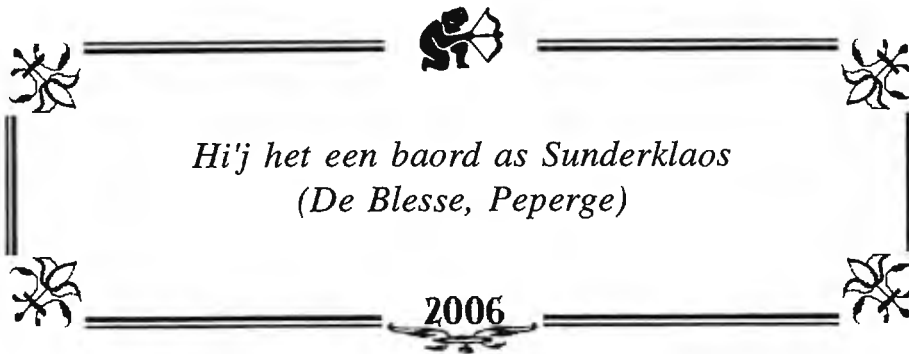 Hi'j het een baord as Sunderklaos
(De Blesse, Peperge)
2006